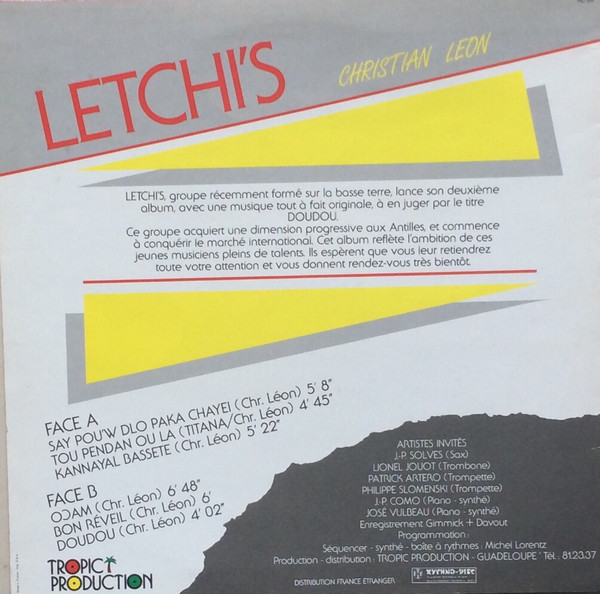 LETCHI'S
CHRISTIAN LEON
LETCHI'S, groupe récemment formé sur la basse terre, lance son deuxième
album, avec une musique tout à fait originale, à en juger par le titre
DOUDOU.
Ce groupe acquiert une dimension progressive aux Antilles, et commence
à conquérir le marché international. Cet album reflète l'ambition de ces
jeunes musiciens pleins de talents. Ils espèrent que vous leur retiendrez
toute votre attention et vous donnent rendez-vous très bientôt.
FACE A
SAY POU'W DLO PAKA CHAYEI (Chr. Léon) 5' 8"
TOU PENDAN OU LA (TITANA/Chr. Léon) 4' 45"
KANNAYAL BASSETE (Chr. Léon) 5' 22"
FACE B
ODAM (Chr. Léon) 6' 48"
BON RÉVEIL (Chr. Léon) 6'
DOUDOU (Chr. Léon) 4' 02"
TROPIC
PRODUCTION
ARTISTES INVITÉS
J.-P. SOLVES (Sax)
LIONEL JOUOT (Trombone)
PATRICK ARTERO (Trompette)
PHILIPPE SLOMENSKI (Trompette)
J.-P. COMO (Piano - synthé)
JOSÉ VULBEAU (Piano - synthé)
Enregistrement Gimmick + Davout
Programmation :
Séquencer - synthé - boîte à rythmes : Michel Lorentz
Production - distribution : TROPIC PRODUCTION - GUADELOUPE Tél. : 81.23.37
DISTRIBUTION FRANCE ÉTRANGER
RYTHMO-DISC